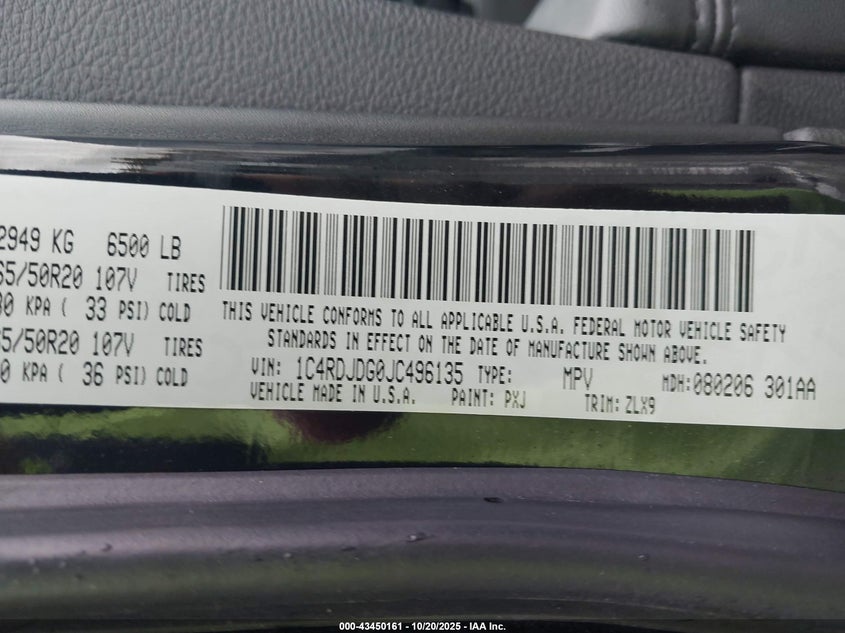 2949 KG 6500 LB
65/50R20 107V TIRES
30 KPA ( 33 PSI) COLD
65/50R20 107V TIRES
0 KPA ( 36 PSI) COLD
THIS VEHICLE CONFORMS TO ALL APPLICABLE U.S.A. FEDERAL MOTOR VEHICLE SAFETY
STANDARDS IN EFFECT ON THE DATE OF MANUFACTURE SHOWN ABOVE.
VIN: 1C4RDJDG0JC496135 TYPE: MPV MDH:080206 301AA
VEHICLE MADE IN U.S.A. PAINT: PXJ TRIM: ZLX9
000-43450161 - 10/20/2025 - IAA Inc.